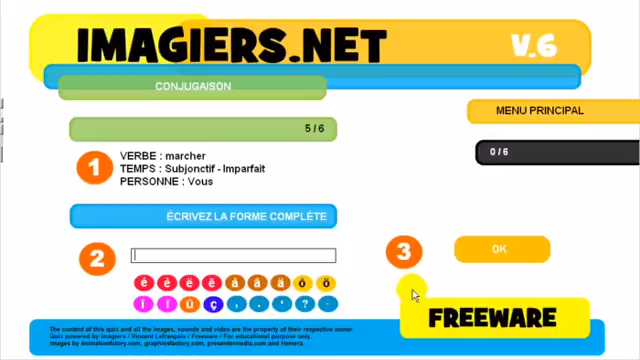 IMAGIERS.NET
V.6
CONJUGAISON
MENU PRINCIPAL
5 / 6
0 / 6
1
VERBE : marcher
TEMPS : Subjonctif - Imparfait
PERSONNE : Vous
ÉCRIVEZ LA FORME COMPLÈTE
2
3
OK
FREEWARE
The content of this quiz and all the images, sounds and video are the property of their respective owner.
Quiz powered by Imagiers / Vincent Lefrançois / Freeware / For educational purpose only.
Images by Animationfactory.com, graphicsfactory.com, presentermedia.com and Hemera.